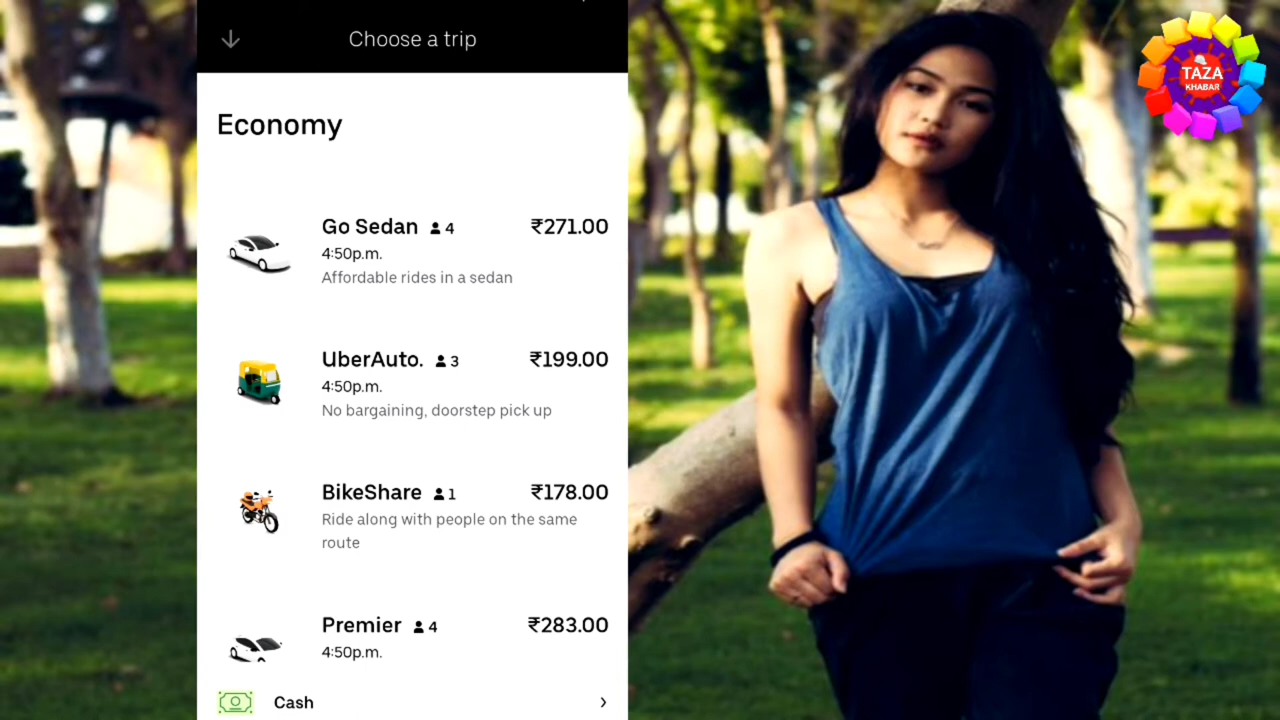 Choose a trip
Economy
Go Sedan 4 ₹271.00
4:50p.m.
Affordable rides in a sedan
UberAuto. 3 ₹199.00
4:50p.m.
No bargaining, doorstep pick up
BikeShare 1 ₹178.00
Ride along with people on the same
route
Premier 4 ₹283.00
4:50p.m.
Cash
TAZA
KHABAR